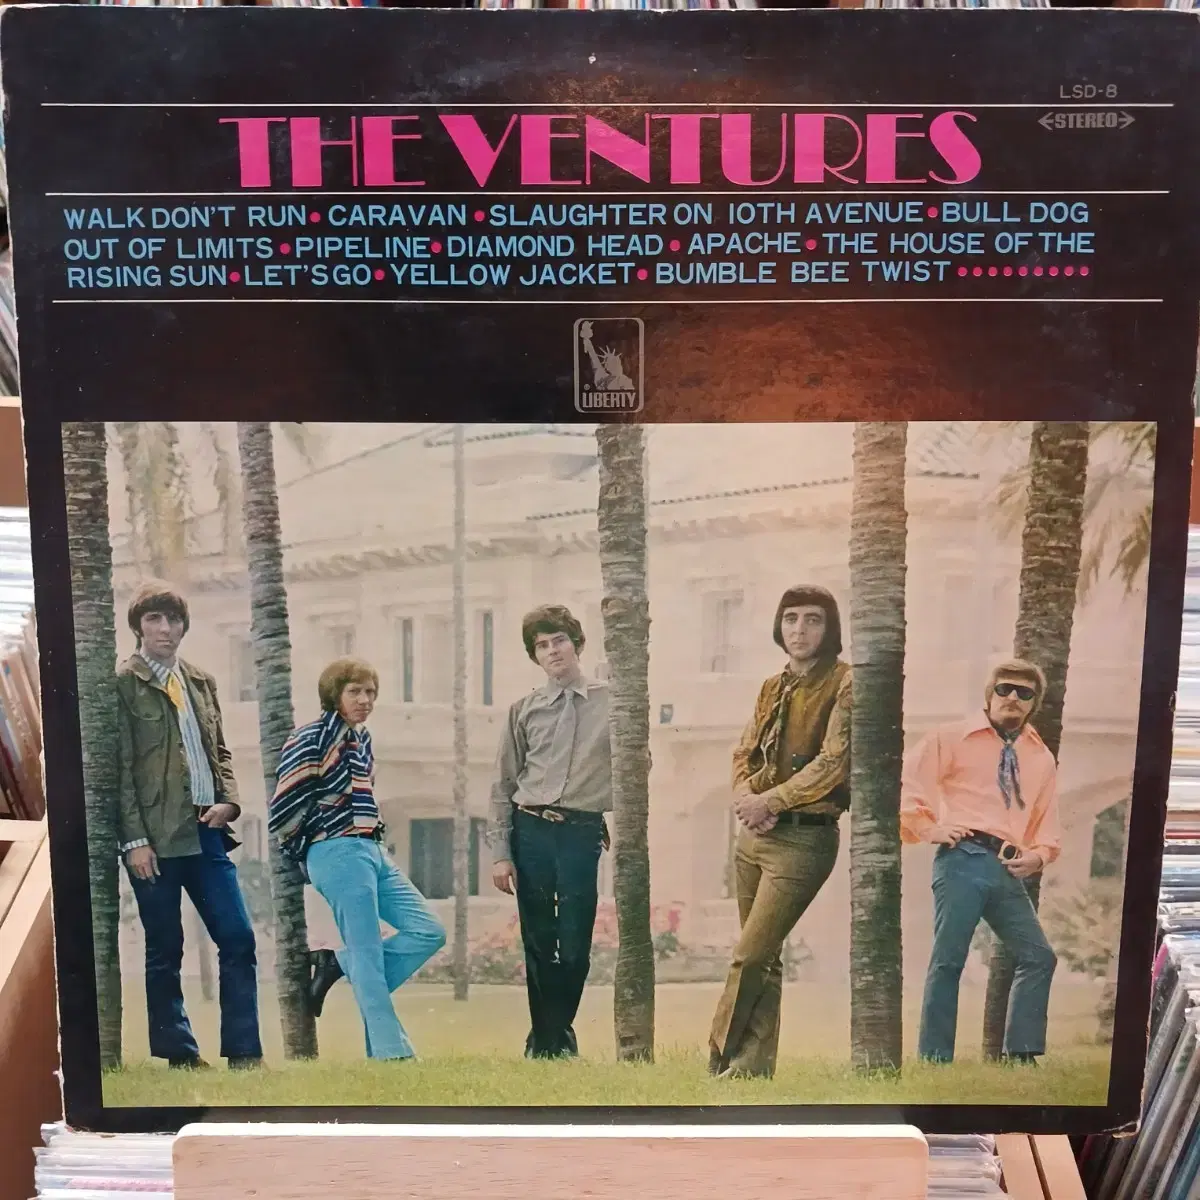 LSD-8
THE VENTURES
STEREO
WALK DON'T RUN•CARAVAN•SLAUGHTER ON 10TH AVENUE•BULL DOG
OUT OF LIMITS•PIPELINE•DIAMOND HEAD•APACHE•THE HOUSE OF THE
RISING SUN•LET'S GO•YELLOW JACKET•BUMBLE BEE TWIST•••••••••
LIBERTY